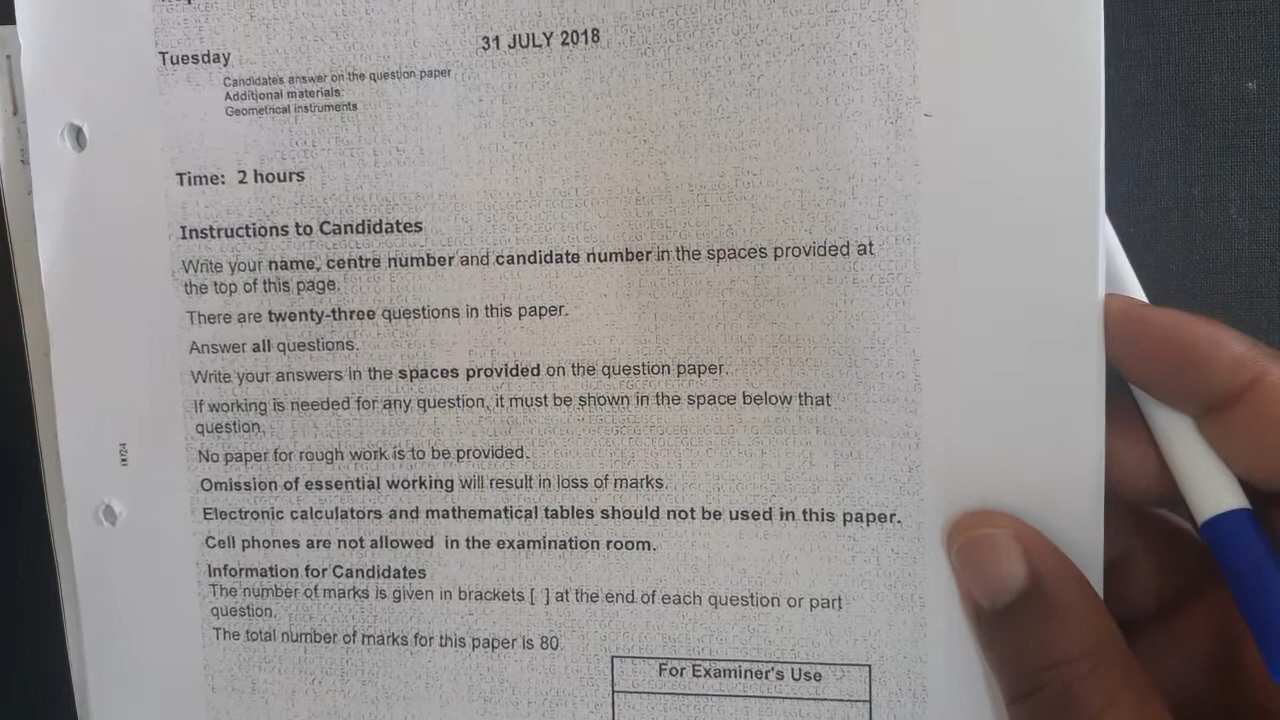 Tuesday
31 JULY 2018
Candidates answer on the question paper
Additional materials:
Geometrical instruments
Time: 2 hours
Instructions to Candidates
Write your name, centre number and candidate number in the spaces provided at
the top of this page.
There are twenty-three questions in this paper.
Answer all questions.
Write your answers in the spaces provided on the question paper.
If working is needed for any question, it must be shown in the space below that
question.
No paper for rough work is to be provided.
Omission of essential working will result in loss of marks.
Electronic calculators and mathematical tables should not be used in this paper.
Cell phones are not allowed in the examination room.
Information for Candidates
The number of marks is given in brackets [ ] at the end of each question or part
question.
The total number of marks for this paper is 80.
For Examiner's Use